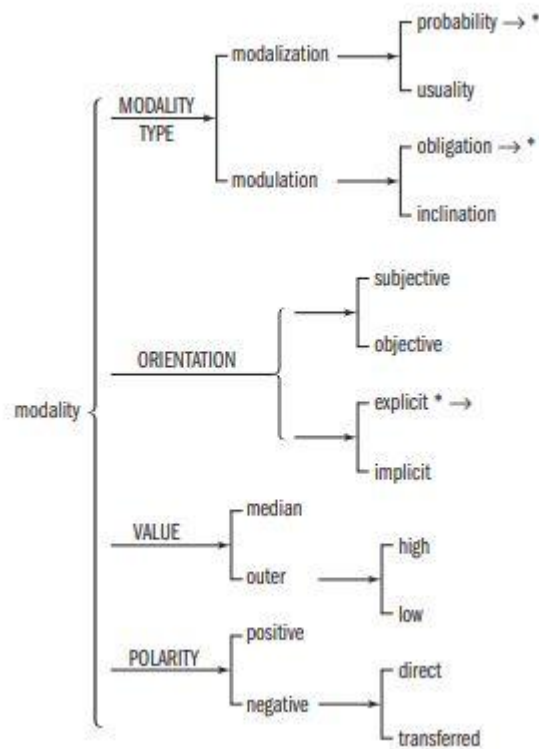 probability → *
modalization
MODALITY
usuality
TYPE
obligation → *
modulation
inclination
subjective
ORIENTATION
objective
modality
explicit * →
implicit
median
VALUE
high
outer
low
positive
POLARITY
direct
negative
transferred